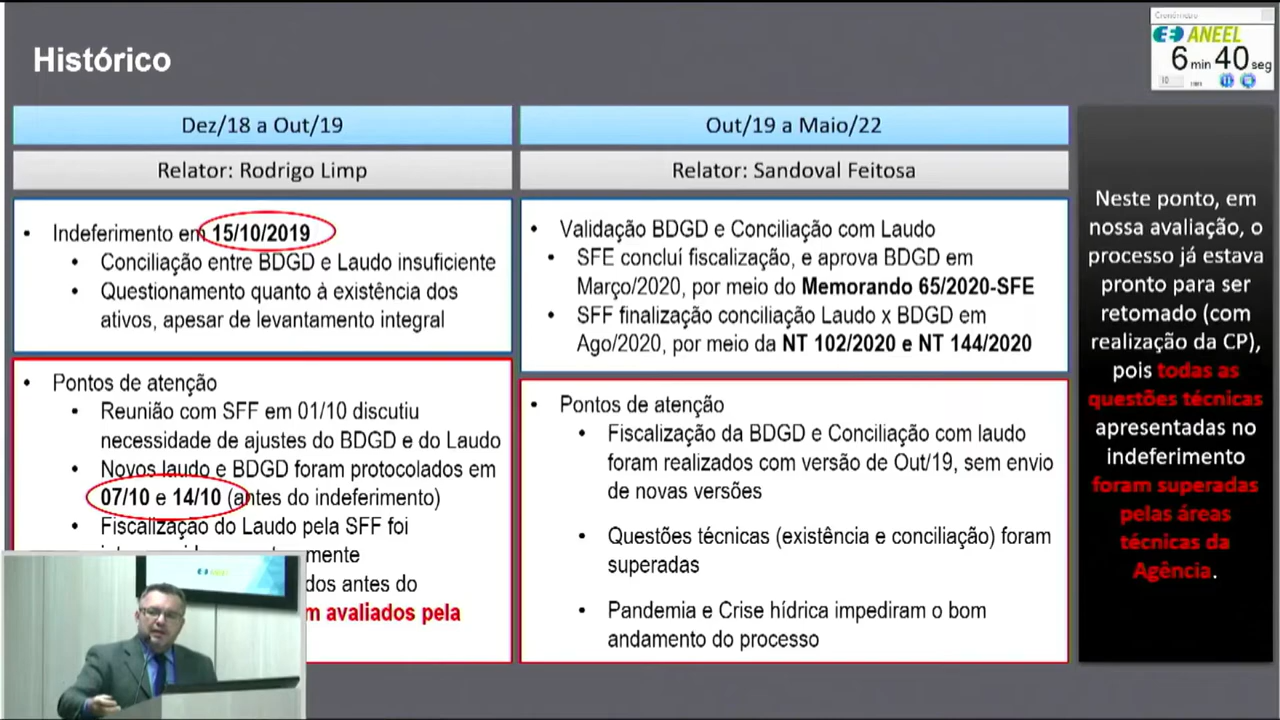 Histórico
Cronômetro
ANEEL
6 min 40 seg
10
min
Dez/18 a Out/19
Relator: Rodrigo Limp
• Indeferimento em 15/10/2019
• Conciliação entre BDGD e Laudo insuficiente
• Questionamento quanto à existência dos
ativos, apesar de levantamento integral
• Pontos de atenção
• Reunião com SFF em 01/10 discutiu
necessidade de ajustes do BDGD e do Laudo
• Novos laudo e BDGD foram protocolados em
07/10 e 14/10 (antes do indeferimento)
• Fiscalização do Laudo pela SFF foi
mente
dos antes do
m avaliados pela
Out/19 a Maio/22
Relator: Sandoval Feitosa
• Validação BDGD e Conciliação com Laudo
• SFE concluí fiscalização, e aprova BDGD em
Março/2020, por meio do Memorando 65/2020-SFE
• SFF finalização conciliação Laudo x BDGD em
Ago/2020, por meio da NT 102/2020 e NT 144/2020
• Pontos de atenção
• Fiscalização da BDGD e Conciliação com laudo
foram realizados com versão de Out/19, sem envio
de novas versões
• Questões técnicas (existência e conciliação) foram
superadas
• Pandemia e Crise hídrica impediram o bom
andamento do processo
Neste ponto, em
nossa avaliação, o
processo já estava
pronto para ser
retomado (com
realização da CP),
pois todas as
questões técnicas
apresentadas no
indeferimento
foram superadas
pelas áreas
técnicas da
Agência.